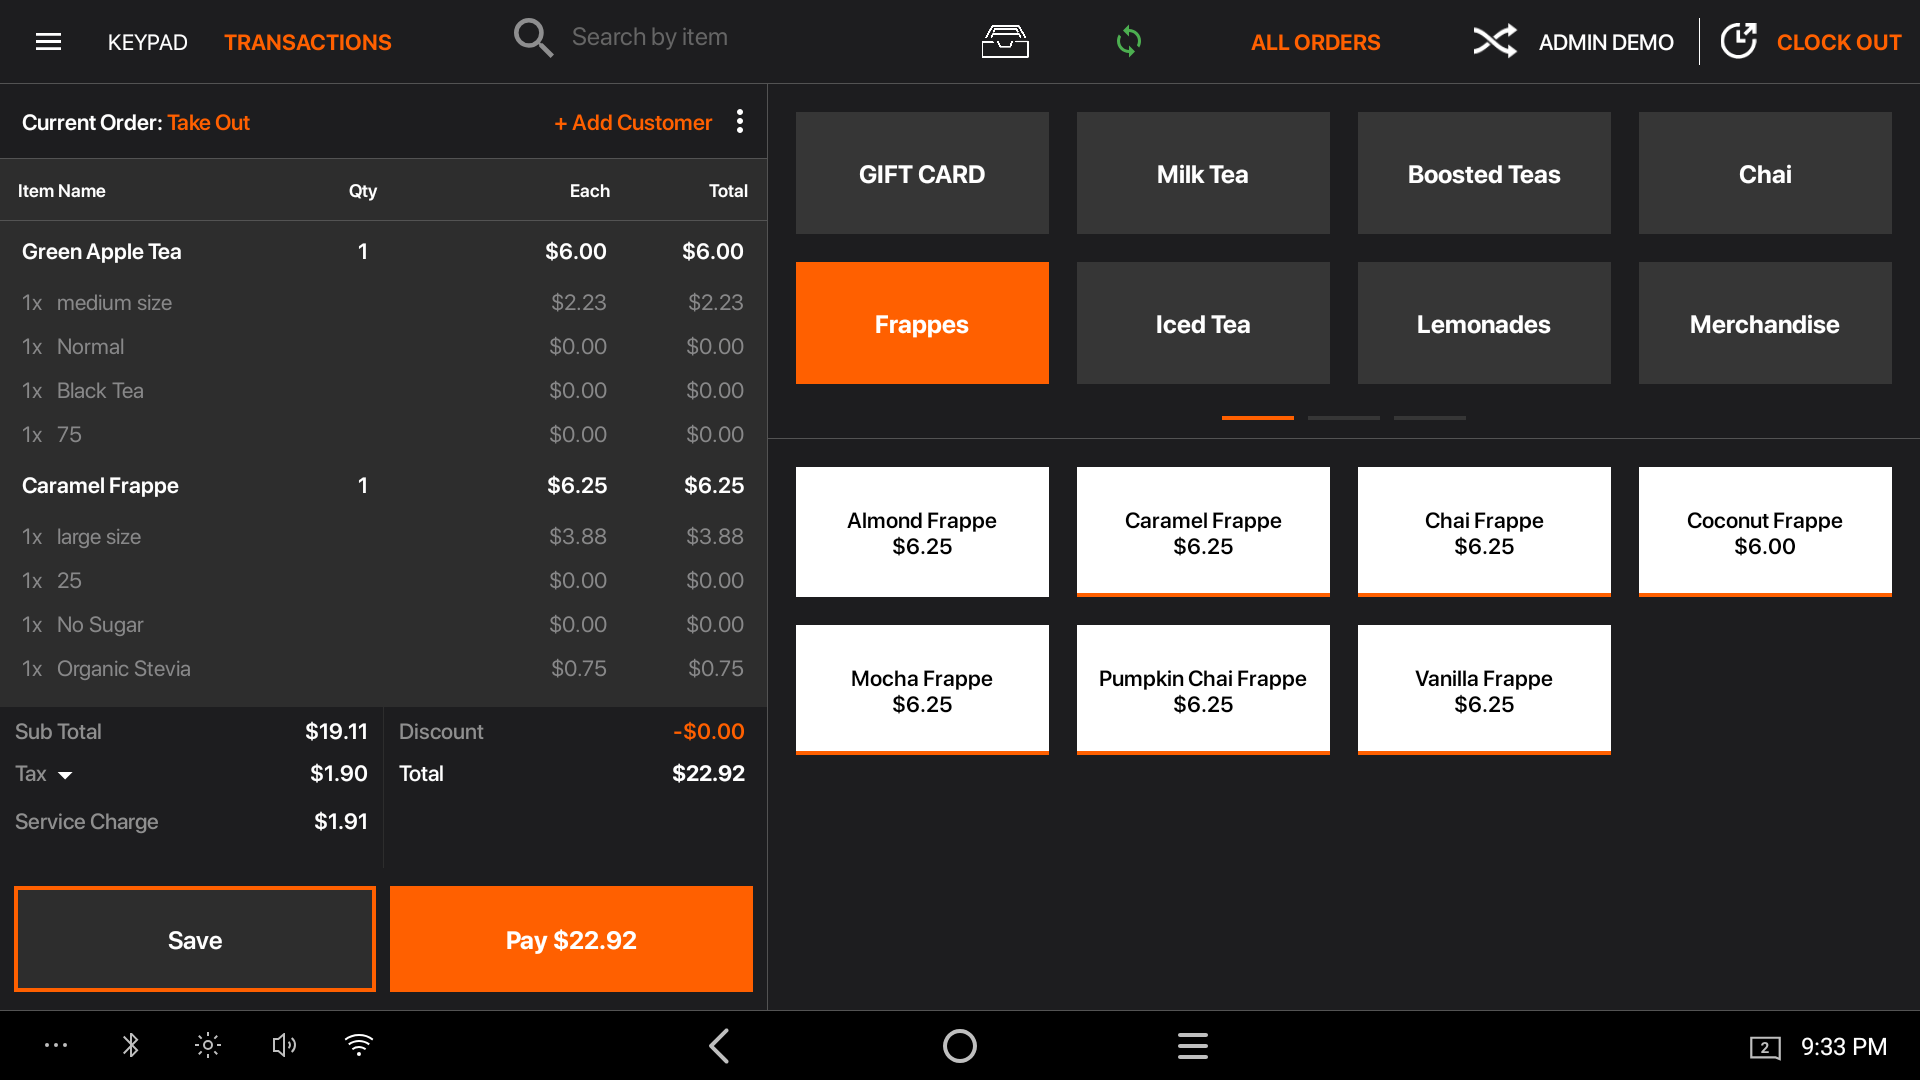 KEYPAD TRANSACTIONS Search by item ALL ORDERS ADMIN DEMO CLOCK OUT
Current Order: Take Out + Add Customer
Item Name Qty Each Total
Green Apple Tea 1 $6.00 $6.00
1x medium size $2.23 $2.23
1x Normal $0.00 $0.00
1x Black Tea $0.00 $0.00
1x 75 $0.00 $0.00
Caramel Frappe 1 $6.25 $6.25
1x large size $3.88 $3.88
1x 25 $0.00 $0.00
1x No Sugar $0.00 $0.00
1x Organic Stevia $0.75 $0.75
Sub Total $19.11 Discount -$0.00
Tax $1.90 Total $22.92
Service Charge $1.91
Save Pay $22.92
GIFT CARD Milk Tea Boosted Teas Chai
Frappes Iced Tea Lemonades Merchandise
Almond Frappe Caramel Frappe Chai Frappe Coconut Frappe
$6.25 $6.25 $6.25 $6.00
Mocha Frappe Pumpkin Chai Frappe Vanilla Frappe
$6.25 $6.25 $6.25
2 9:33 PM